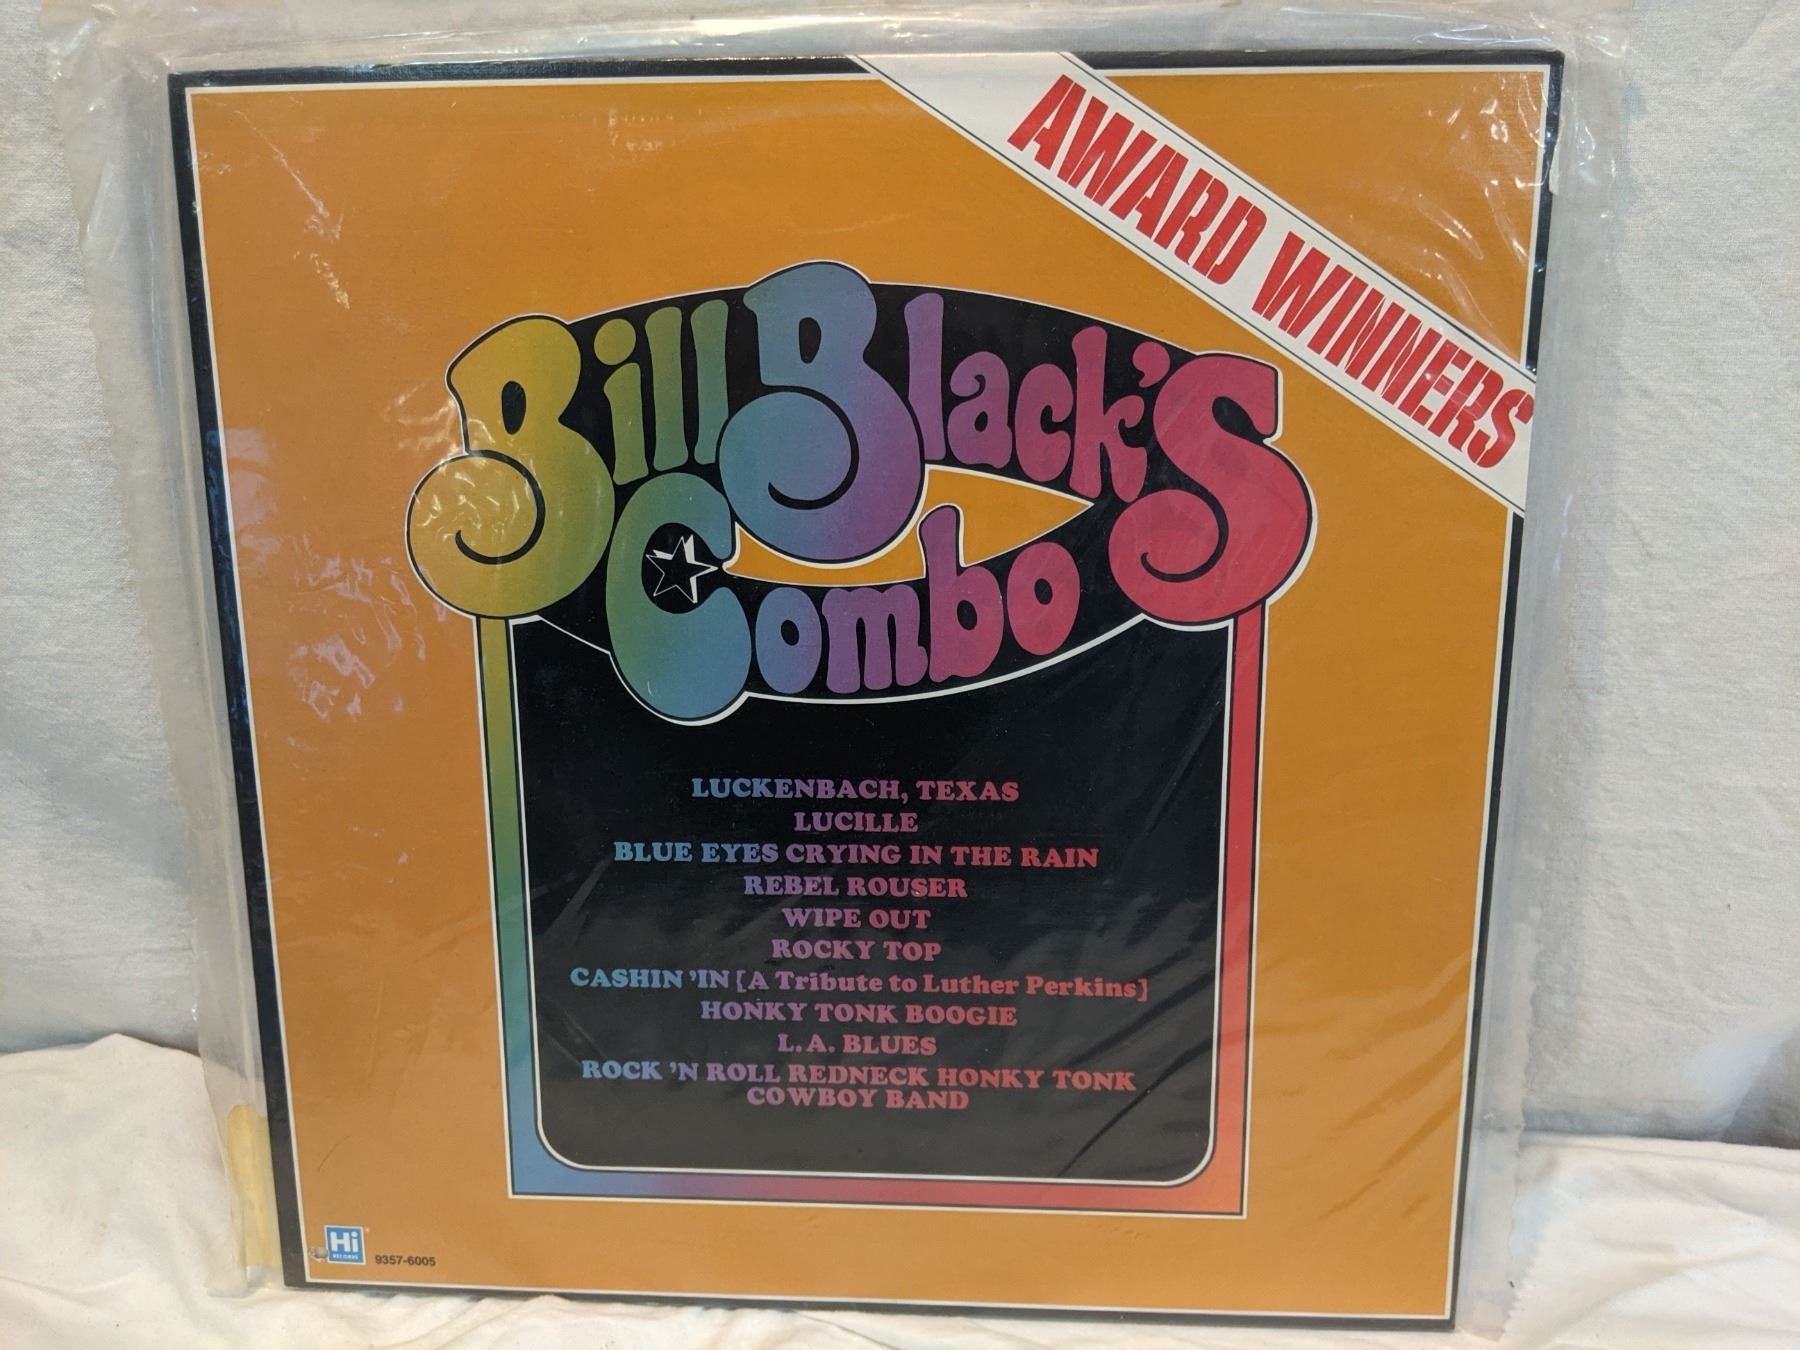 AWARD WINNERS
Bill Black's
Combo
LUCKENBACH, TEXAS
LUCILLE
BLUE EYES CRYING IN THE RAIN
REBEL ROUSER
WIPE OUT
ROCKY TOP
CASHIN 'IN [A Tribute to Luther Perkins]
HONKY TONK BOOGIE
L.A. BLUES
ROCK 'N ROLL REDNECK HONKY TONK
COWBOY BAND
Hi
RECORDS
9357-6005